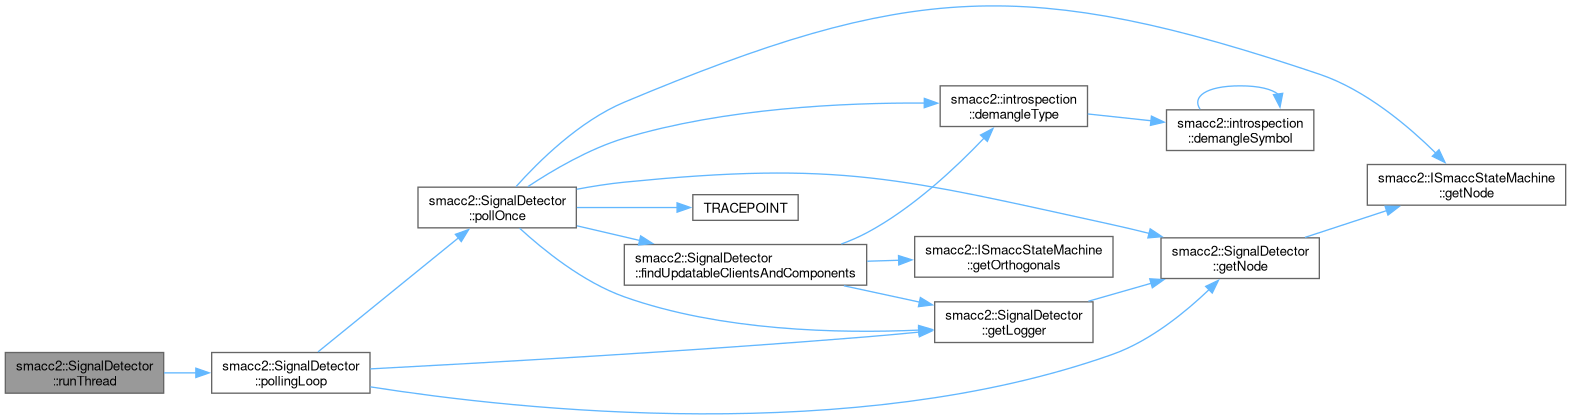 smacc2::SignalDetector
::runThread
smacc2::SignalDetector
::pollingLoop
smacc2::SignalDetector
::pollOnce
TRACEPOINT
smacc2::SignalDetector
::findUpdatableClientsAndComponents
smacc2::introspection
::demangleType
smacc2::ISmaccStateMachine
::getOrthogonals
smacc2::SignalDetector
::getLogger
smacc2::introspection
::demangleSymbol
smacc2::SignalDetector
::getNode
smacc2::ISmaccStateMachine
::getNode